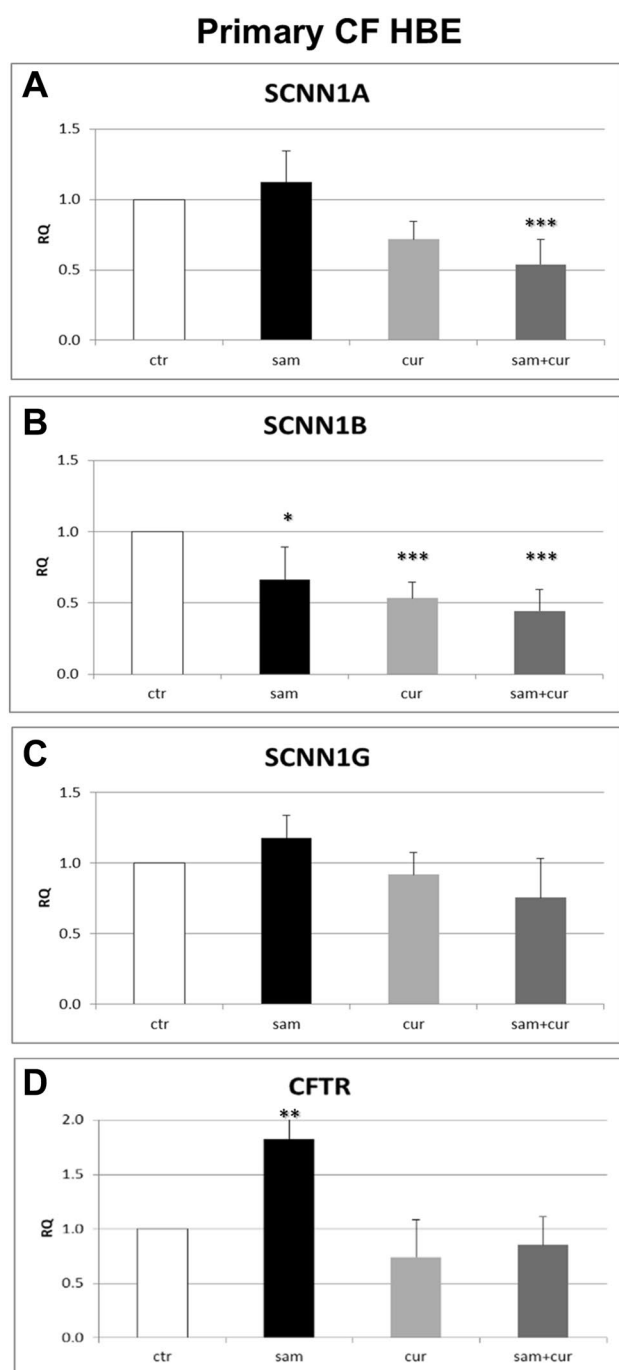 Primary CF HBE
A
SCNN1A
1.5
1.0
0.5
0.0
RQ
***
ctr sam cur sam+cur
B
SCNN1B
1.5
1.0
0.5
0.0
RQ
*
***
***
ctr sam cur sam+cur
C
SCNN1G
1.5
1.0
0.5
0.0
RQ
ctr sam cur sam+cur
D
CFTR
2.0
1.5
1.0
0.5
0.0
RQ
**
ctr sam cur sam+cur